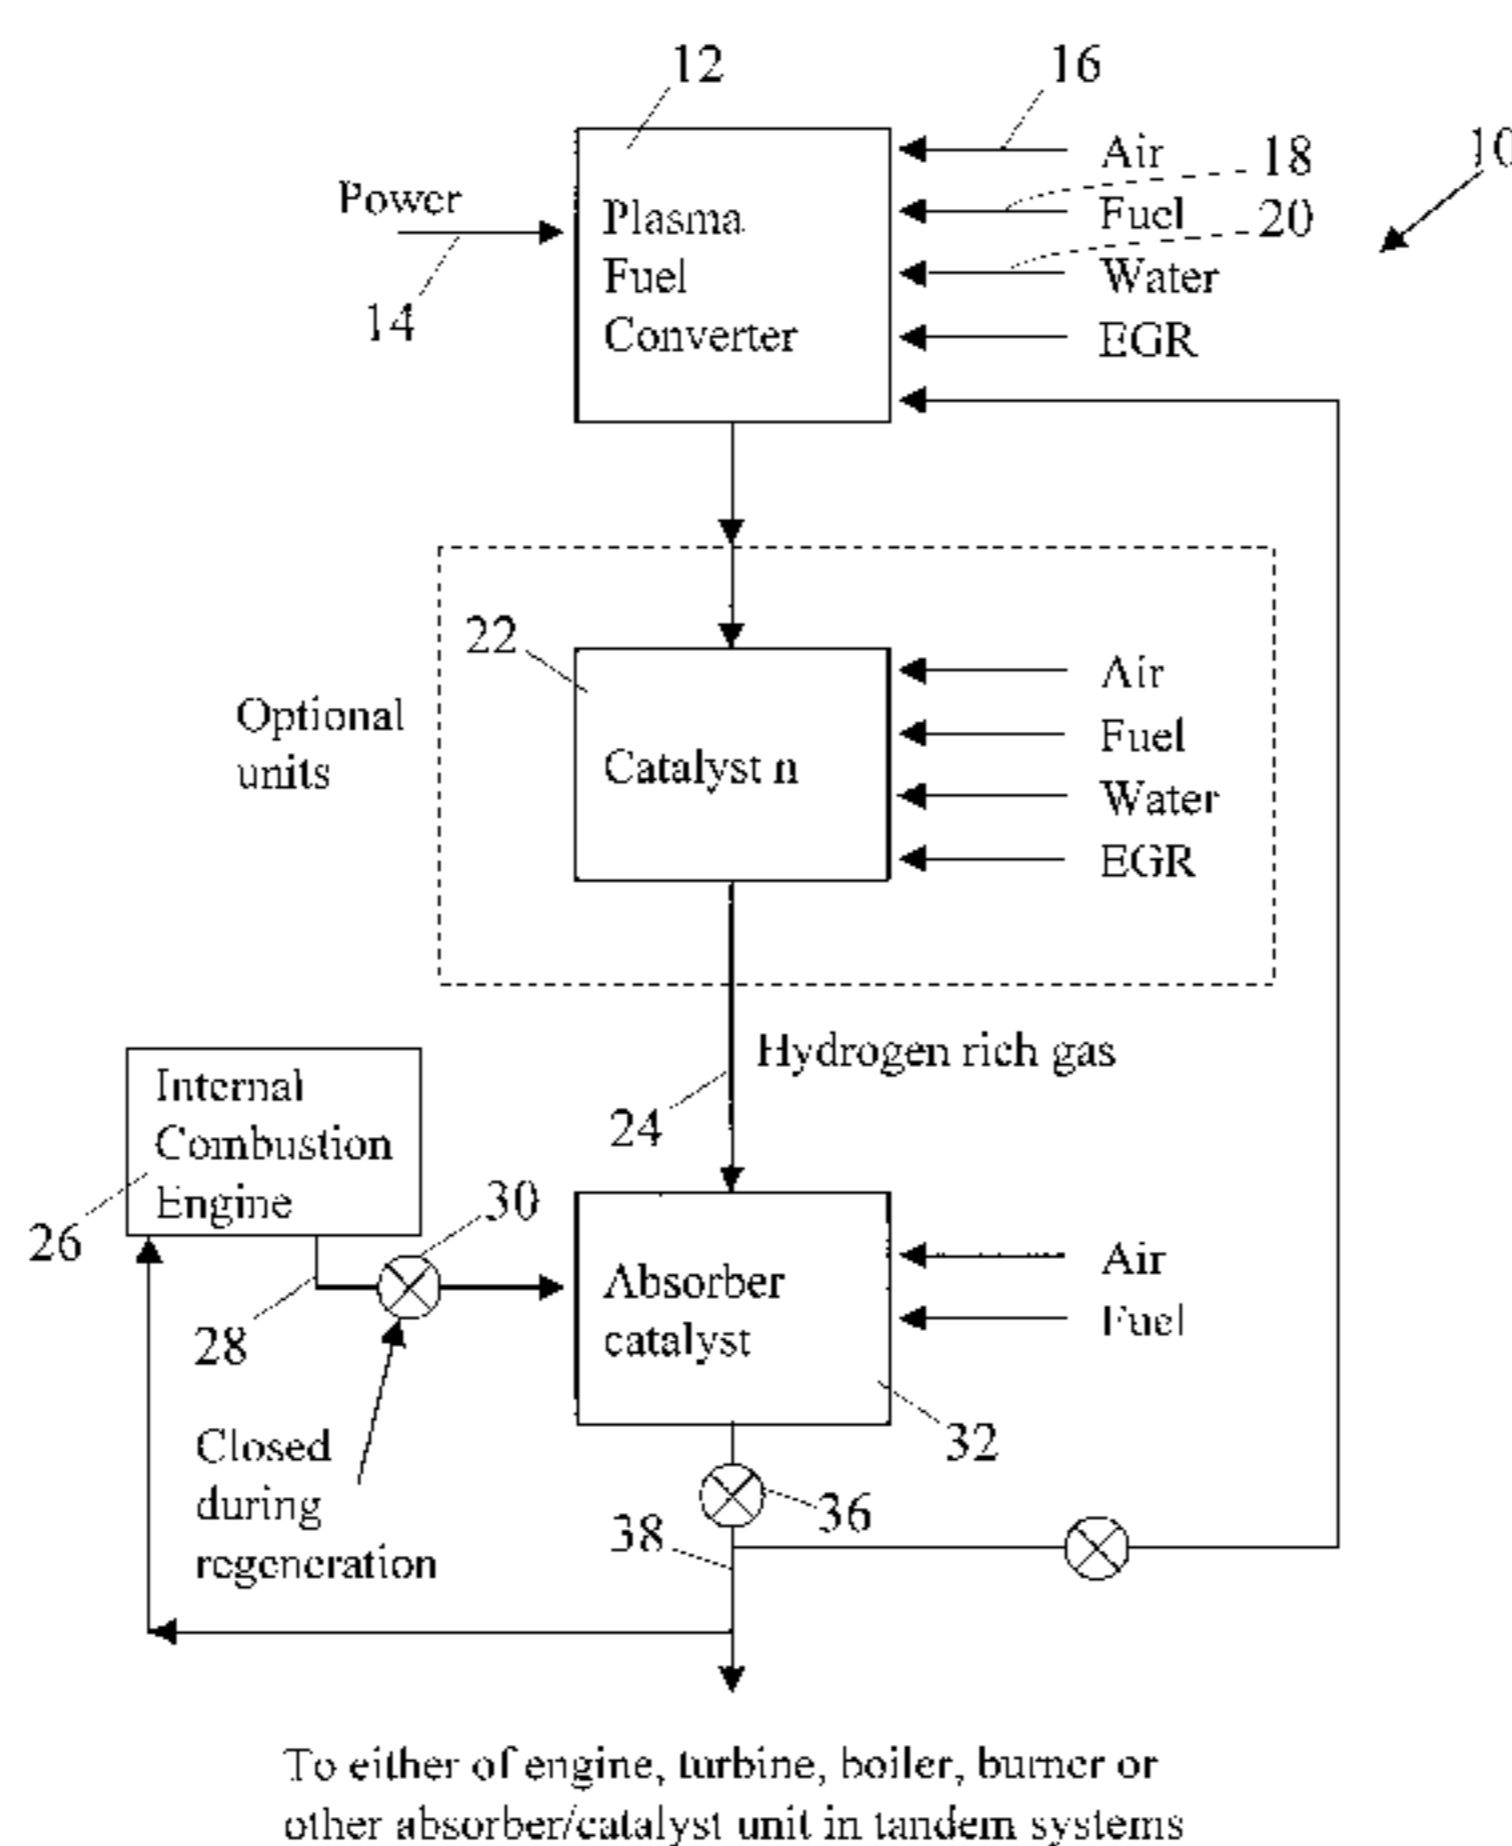 12
16
10
Air
18
Power
Plasma
Fuel
20
Fuel
Water
14
Converter
EGR
22
Air
Optional
units
Fuel
Catalyst n
Water
EGR
Hydrogen rich gas
24
Internal
Combustion
Engine
30
26
Absorber
catalyst
Air
Fuel
28
Closed
during
regeneration
32
36
38
To either of engine, turbine, boiler, burner or
other absorber/catalyst unit in tandem systems